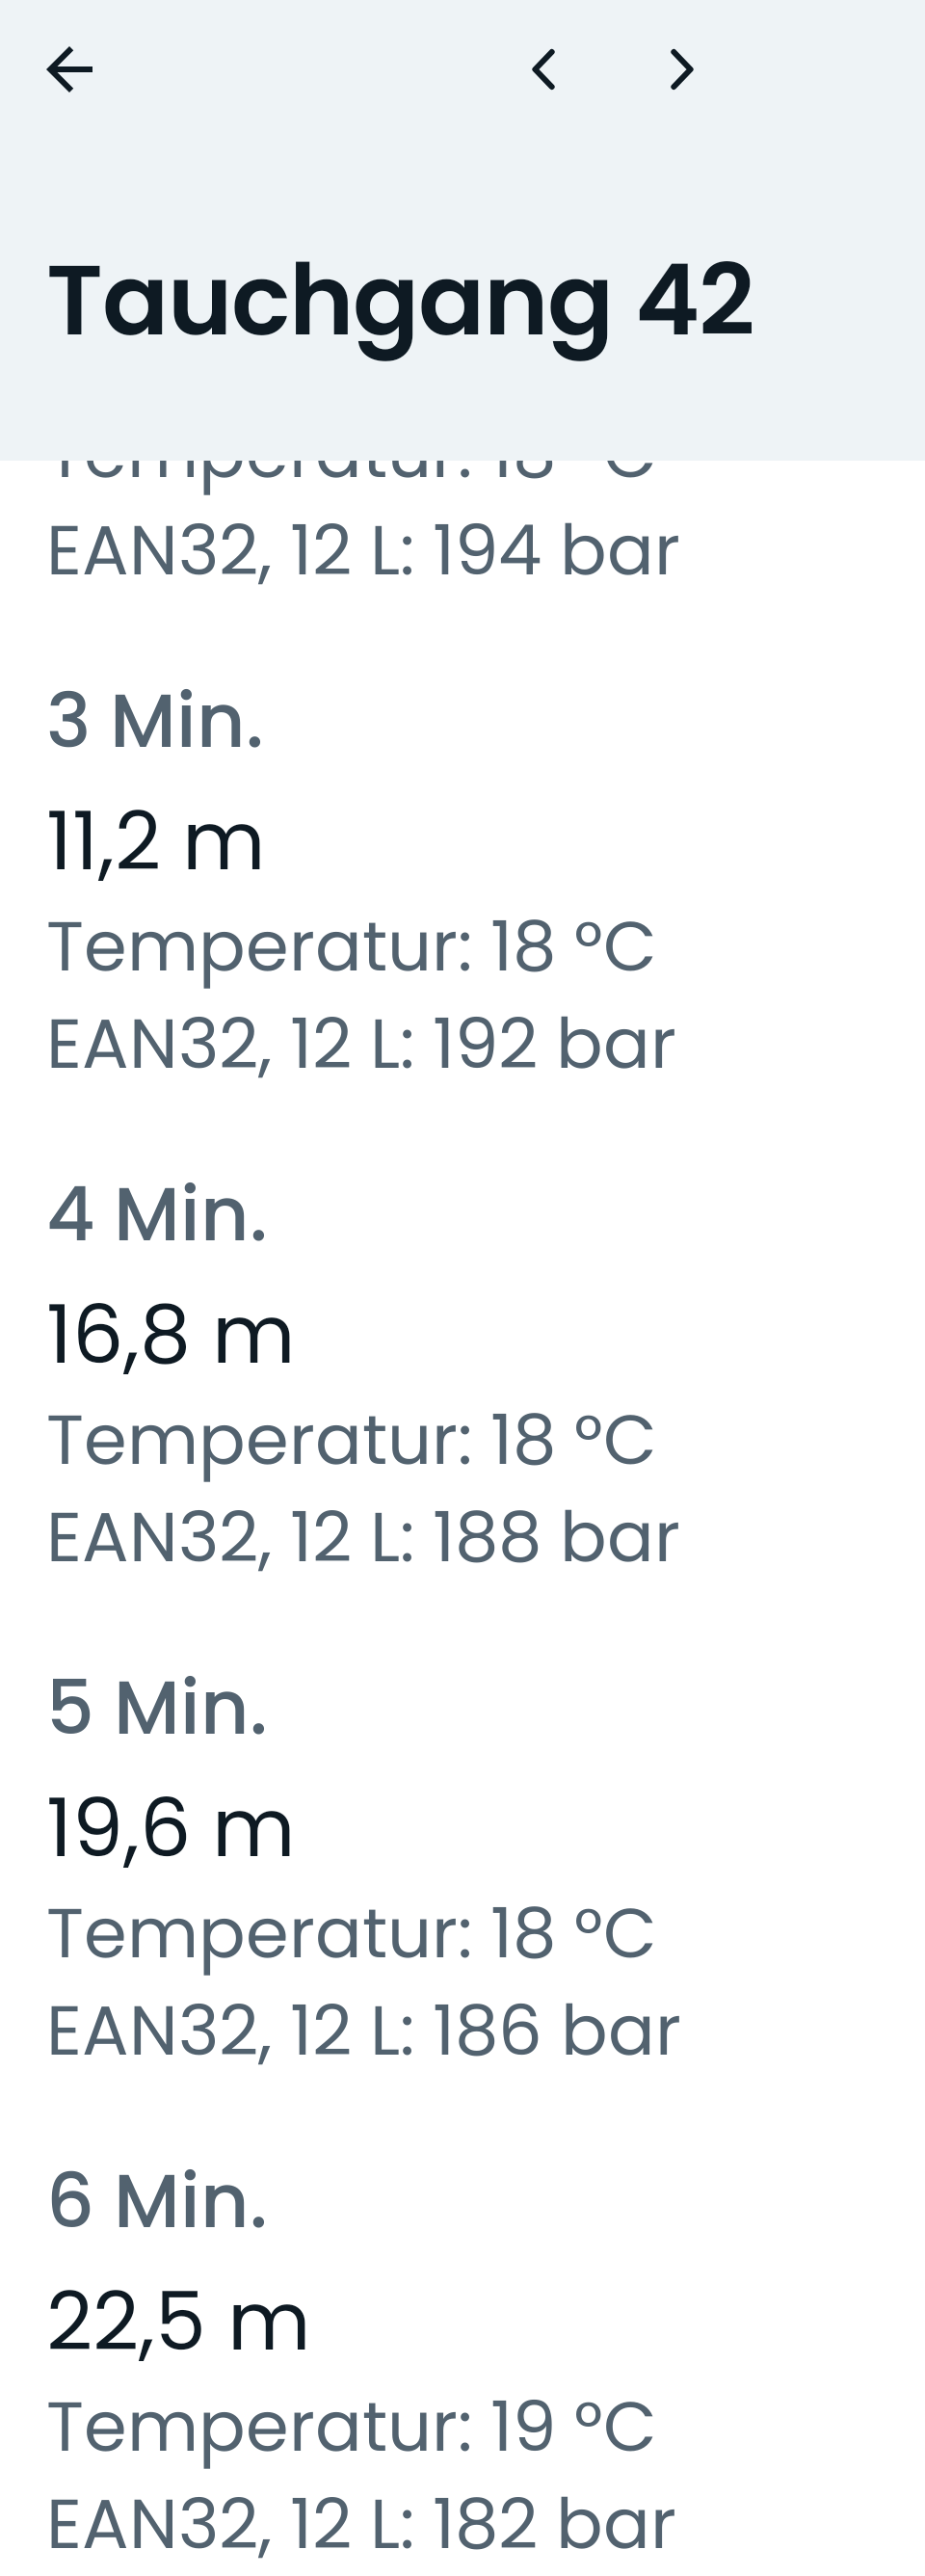 Tauchgang 42
Temperatur: 18 °C
EAN32, 12 L: 194 bar
3 Min.
11,2 m
Temperatur: 18 °C
EAN32, 12 L: 192 bar
4 Min.
16,8 m
Temperatur: 18 °C
EAN32, 12 L: 188 bar
5 Min.
19,6 m
Temperatur: 18 °C
EAN32, 12 L: 186 bar
6 Min.
22,5 m
Temperatur: 19 °C
EAN32, 12 L: 182 bar